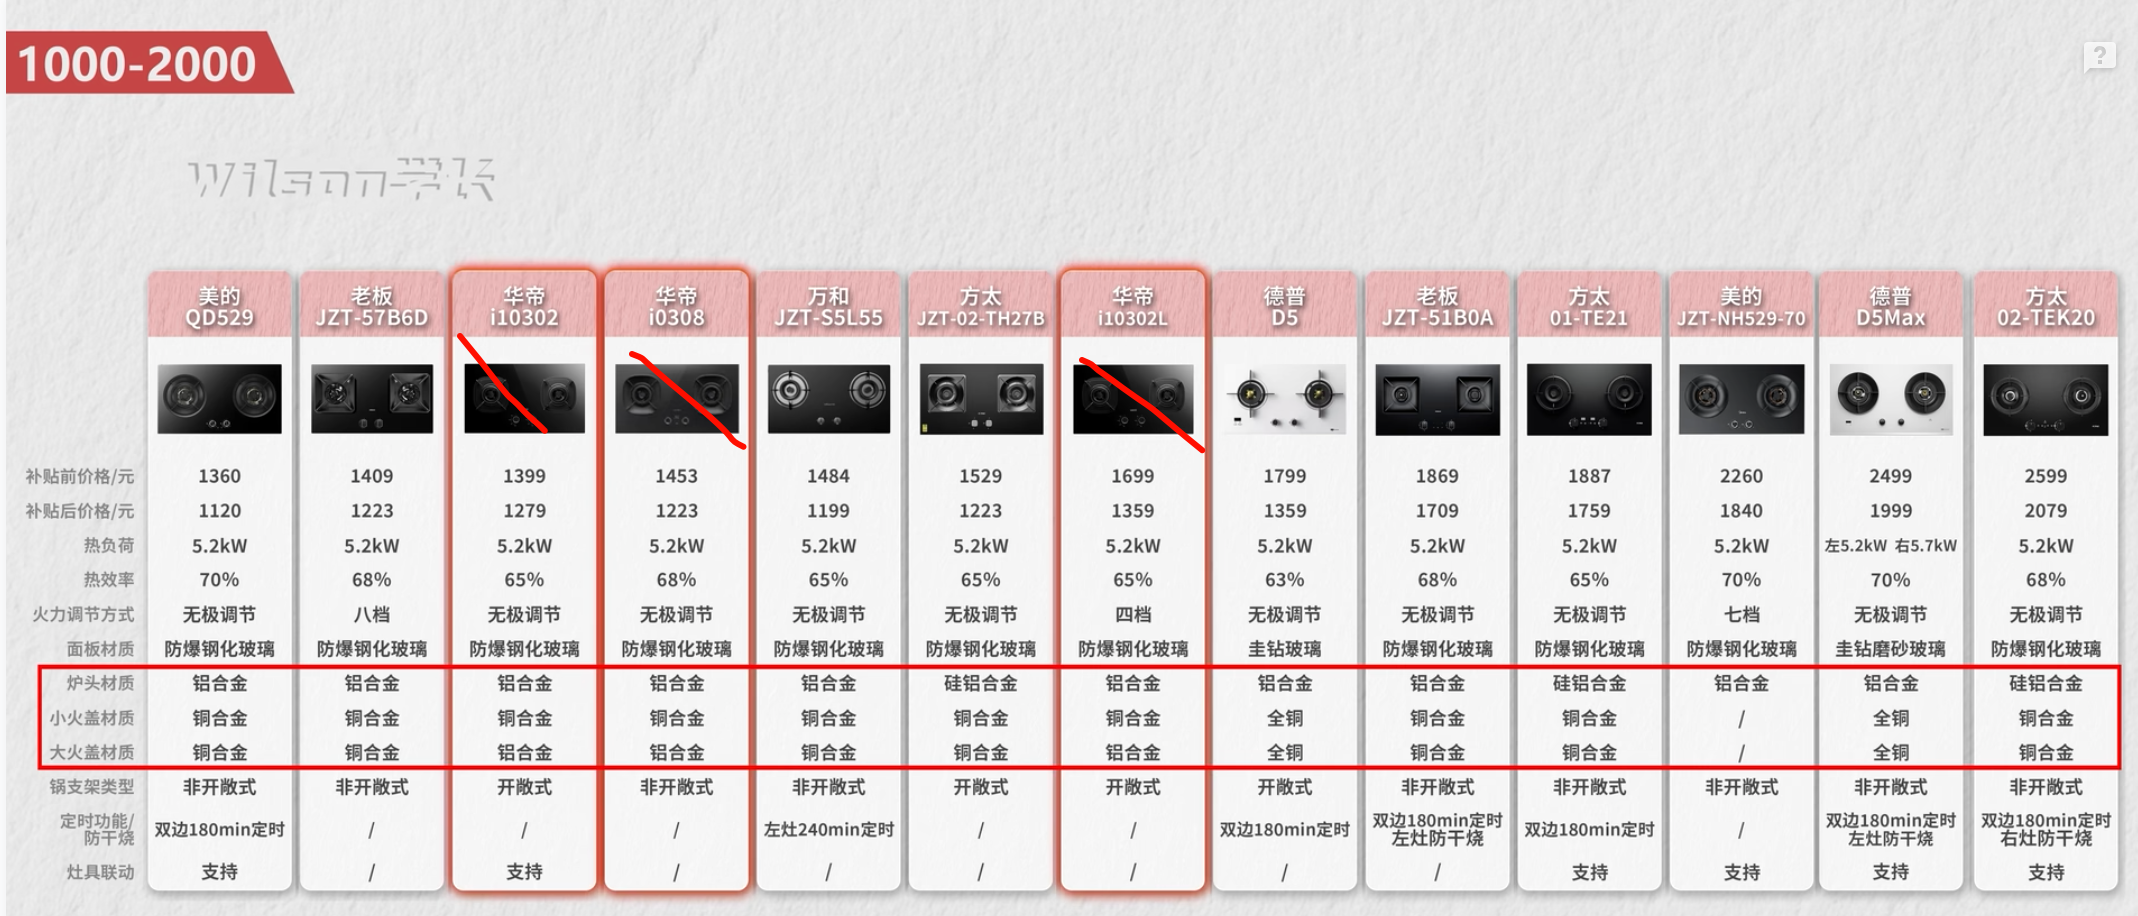 1000-2000
?
Wilson学长
美的 老板 华帝 华帝 万和 方太 华帝 德普 老板 方太 美的 德普 方太
QD529 JZT-57B6D i10302 i0308 JZT-S5L55 JZT-02-TH27B i10302L D5 JZT-51B0A 01-TE21 JZT-NH529-70 D5Max 02-TEK20
补贴前价格/元 1360 1409 1399 1453 1484 1529 1699 1799 1869 1887 2260 2499 2599
补贴后价格/元 1120 1223 1279 1223 1199 1223 1359 1359 1709 1759 1840 1999 2079
热负荷 5.2kW 5.2kW 5.2kW 5.2kW 5.2kW 5.2kW 5.2kW 5.2kW 5.2kW 5.2kW 5.2kW 左5.2kW 右5.7kW 5.2kW
热效率 70% 68% 65% 68% 65% 65% 65% 63% 68% 65% 70% 70% 68%
火力调节方式 无极调节 八档 无极调节 无极调节 无极调节 无极调节 四档 无极调节 无极调节 无极调节 七档 无极调节 无极调节
面板材质 防爆钢化玻璃 防爆钢化玻璃 防爆钢化玻璃 防爆钢化玻璃 防爆钢化玻璃 防爆钢化玻璃 防爆钢化玻璃 圭钻玻璃 防爆钢化玻璃 防爆钢化玻璃 防爆钢化玻璃 圭钻磨砂玻璃 防爆钢化玻璃
炉头材质 铝合金 铝合金 铝合金 铝合金 铝合金 硅铝合金 铝合金 铝合金 铝合金 硅铝合金 铝合金 铝合金 硅铝合金
小火盖材质 铜合金 铜合金 铜合金 铜合金 铜合金 铜合金 铜合金 全铜 铜合金 铜合金 / 全铜 铜合金
大火盖材质 铜合金 铜合金 铝合金 铝合金 铜合金 铜合金 铝合金 全铜 铜合金 铜合金 / 全铜 铜合金
锅支架类型 非开敞式 非开敞式 开敞式 非开敞式 非开敞式 开敞式 开敞式 开敞式 非开敞式 非开敞式 非开敞式 非开敞式 非开敞式
定时功能/ 双边180min定时 双边180min定时 双边180min定时
防干烧 双边180min定时 / / / 左灶240min定时 / / 双边180min定时 左灶防干烧 双边180min定时 / 左灶防干烧 右灶防干烧
灶具联动 支持 / 支持 / / / / / / 支持 支持 支持 支持